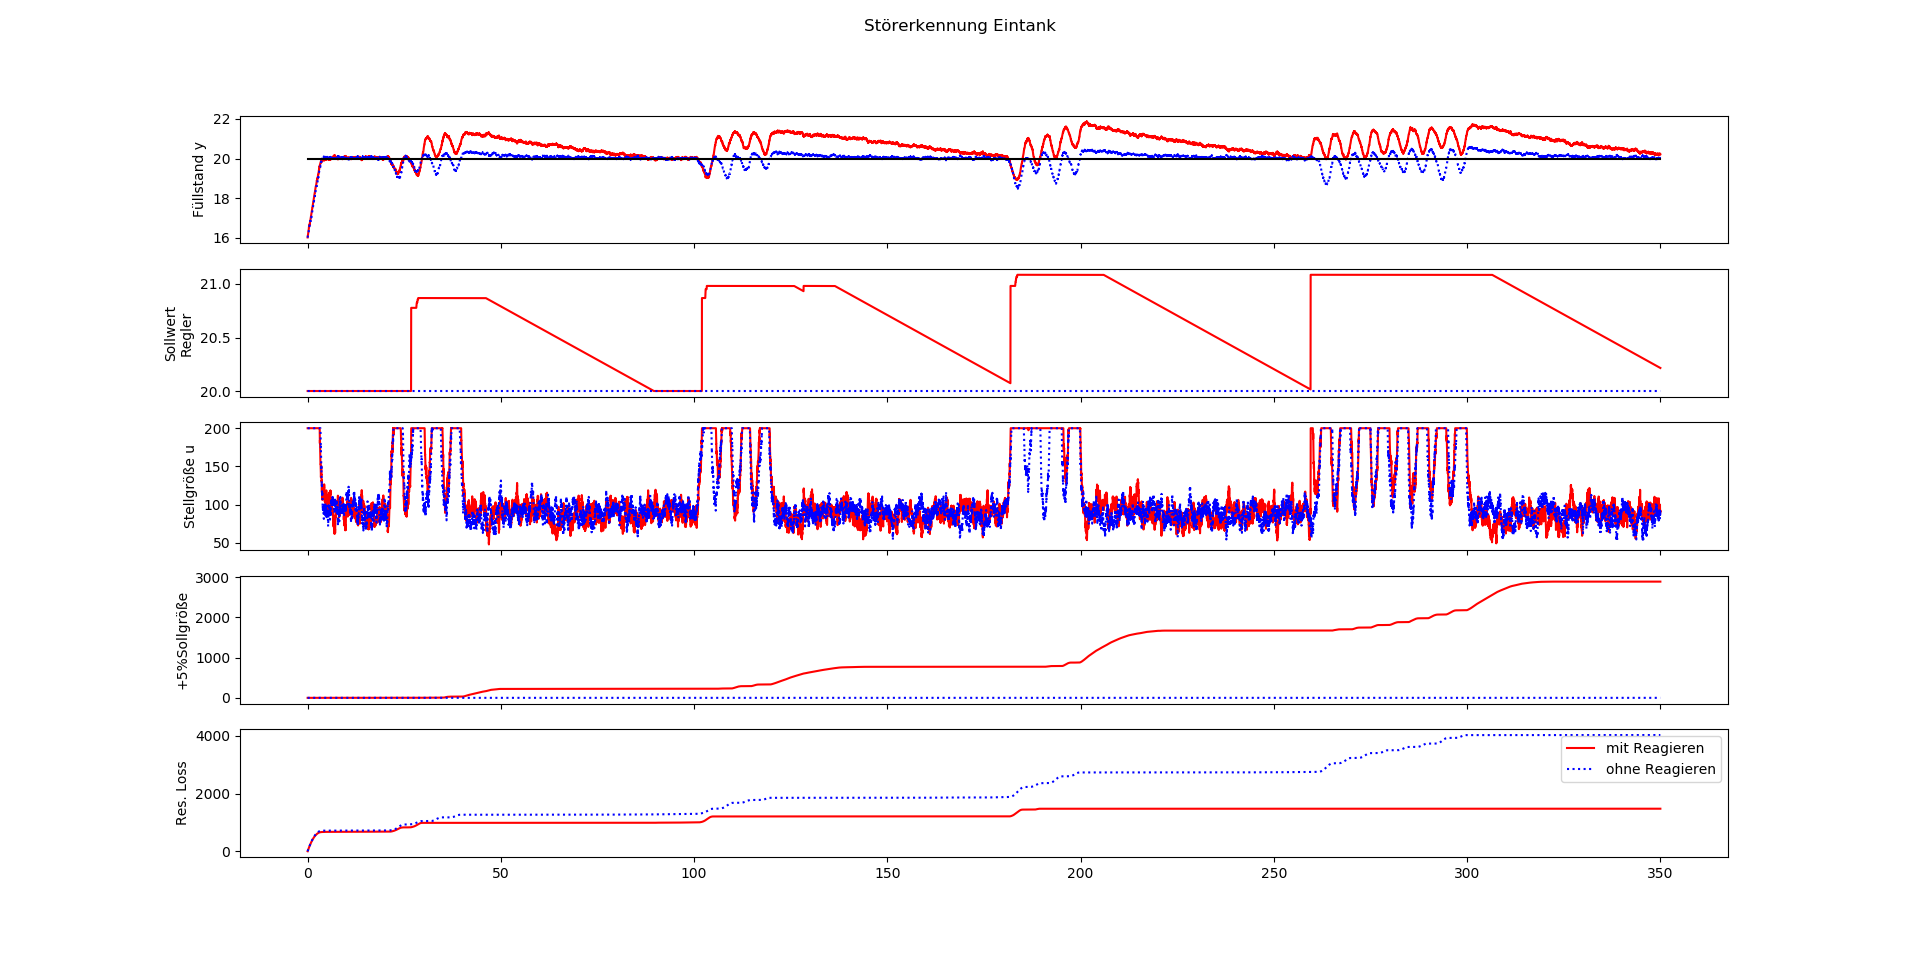 Störerkennung Eintank
22
20
18
16
Füllstand y
21.0
20.5
20.0
Sollwert
Regler
200
150
100
50
Stellgröße u
3000
2000
1000
0
+5%Sollgröße
4000
2000
0
Res. Loss
mit Reagieren
ohne Reagieren
0 50 100 150 200 250 300 350